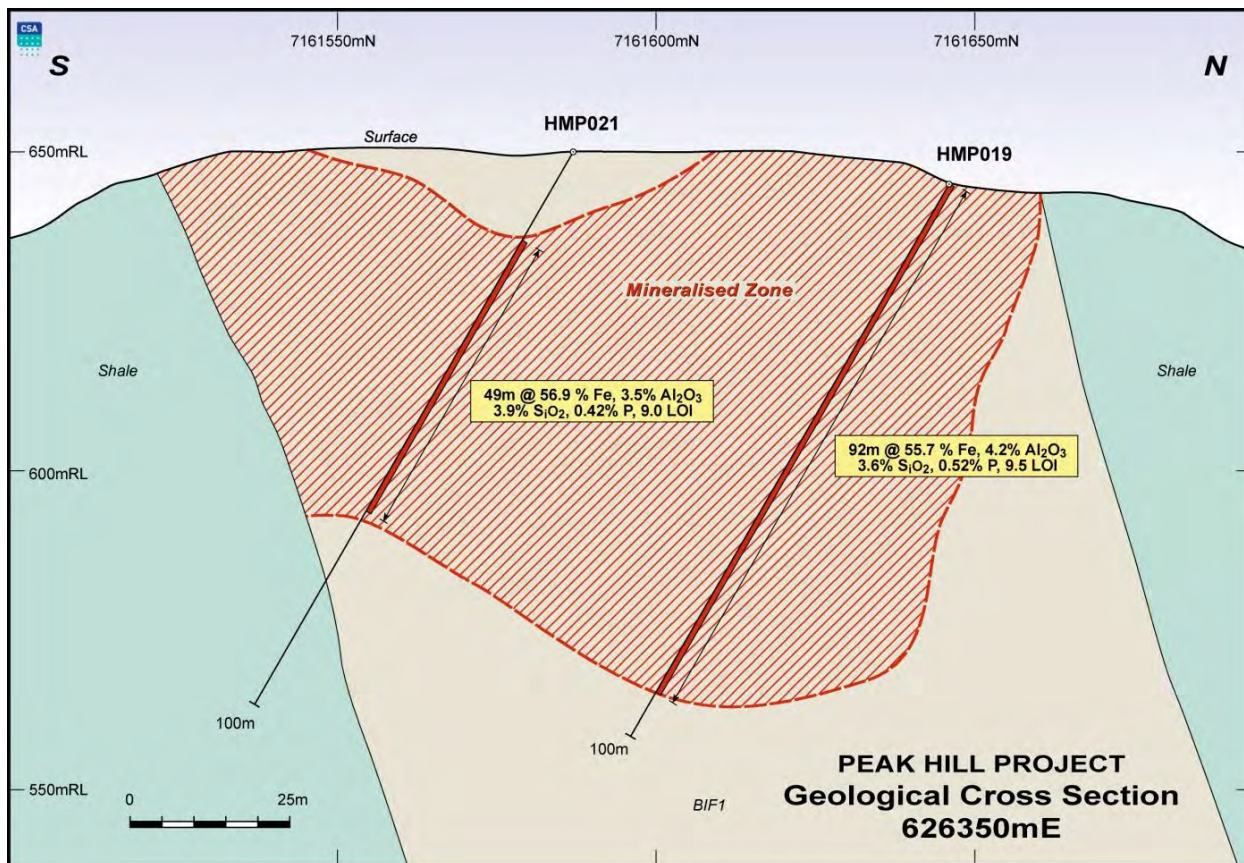 CSA
7161550mN
7161600mN
7161650mN
S
N
HMP021
Surface
650mRL
HMP019
Mineralised Zone
Shale
Shale
49m @ 56.9 % Fe, 3.5% Al₂O₃
3.9% SiO₂, 0.42% P, 9.0 LOI
92m @ 55.7 % Fe, 4.2% Al₂O₃
3.6% SiO₂, 0.52% P, 9.5 LOI
600mRL
100m
100m
PEAK HILL PROJECT
Geological Cross Section
626350mE
550mRL
0 25m
BIF1